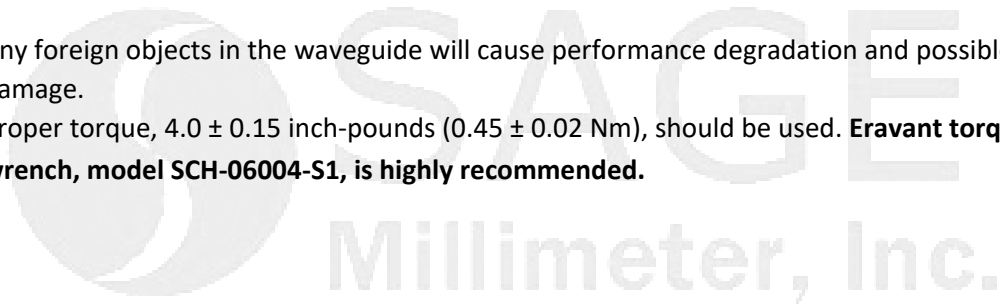 ny foreign objects in the waveguide will cause performance degradation and possible
amage.
roper torque, 4.0 ± 0.15 inch-pounds (0.45 ± 0.02 Nm), should be used. Eravant torq
rench, model SCH-06004-S1, is highly recommended.
SAGE
Millimeter, Inc.